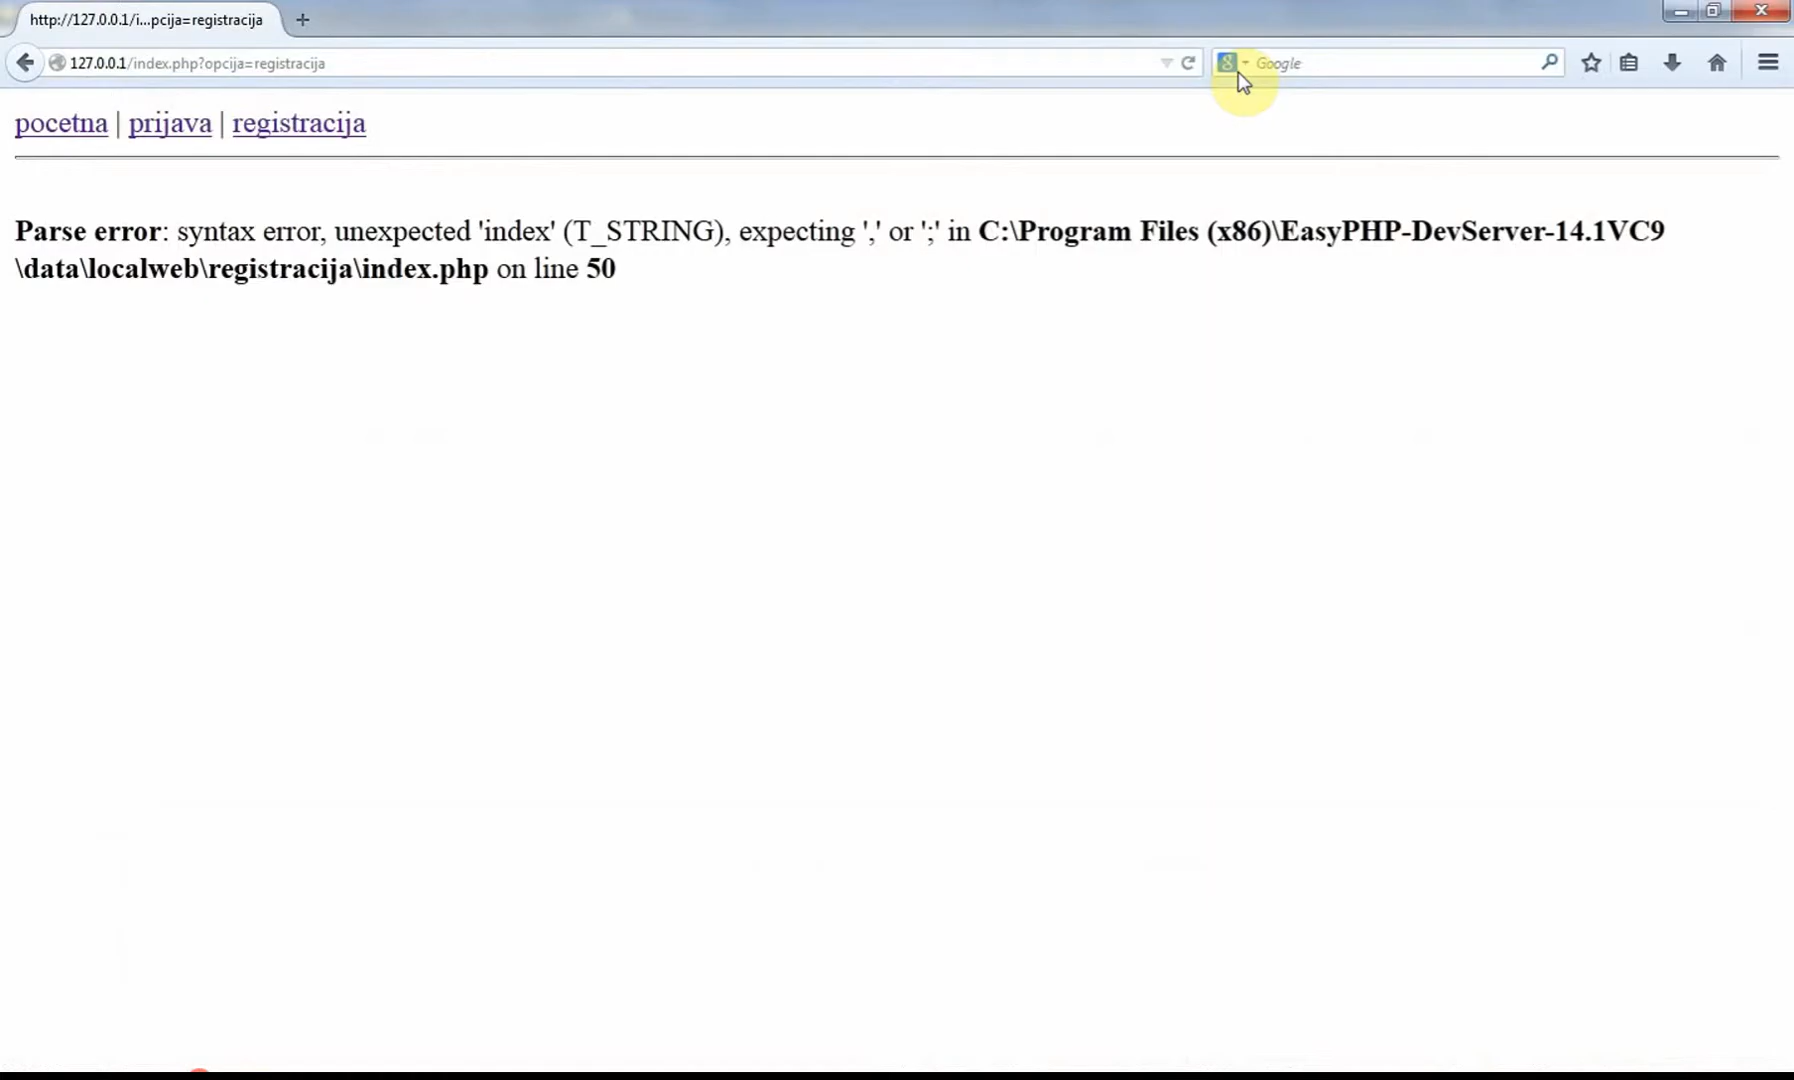 http://127.0.0.1/i...pcija=registracija
127.0.0.1/index.php?opcija=registracija
Google
pocetna | prijava | registracija
Parse error: syntax error, unexpected 'index' (T_STRING), expecting ',' or ';' in C:\Program Files (x86)\EasyPHP-DevServer-14.1VC9
\data\localweb\registracija\index.php on line 50